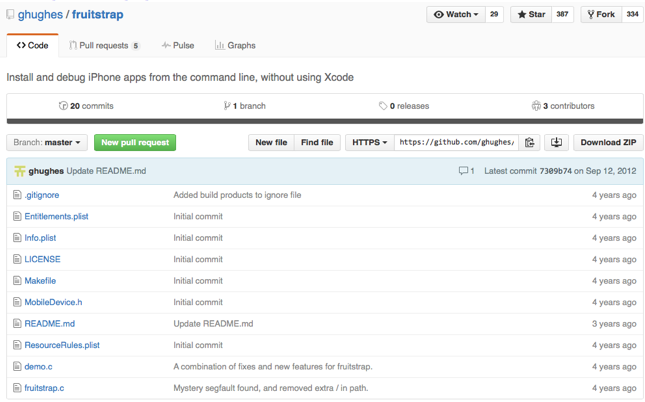 ghughes / fruitstrap
Watch 29 Star 387 Fork 334
Code Pull requests 5 Pulse Graphs
Install and debug iPhone apps from the command line, without using Xcode
20 commits 1 branch 0 releases 3 contributors
Branch: master New pull request New file Find file HTTPS https://github.com/ghughes/ Download ZIP
ghughes Update README.md 1 Latest commit 7309b74 on Sep 12, 2012
.gitignore Added build products to ignore file 4 years ago
Entitlements.plist Initial commit 4 years ago
Info.plist Initial commit 4 years ago
LICENSE Initial commit 4 years ago
Makefile Initial commit 4 years ago
MobileDevice.h Initial commit 4 years ago
README.md Update README.md 3 years ago
ResourceRules.plist Initial commit 4 years ago
demo.c A combination of fixes and new features for fruitstrap. 4 years ago
fruitstrap.c Mystery segfault found, and removed extra / in path. 4 years ago